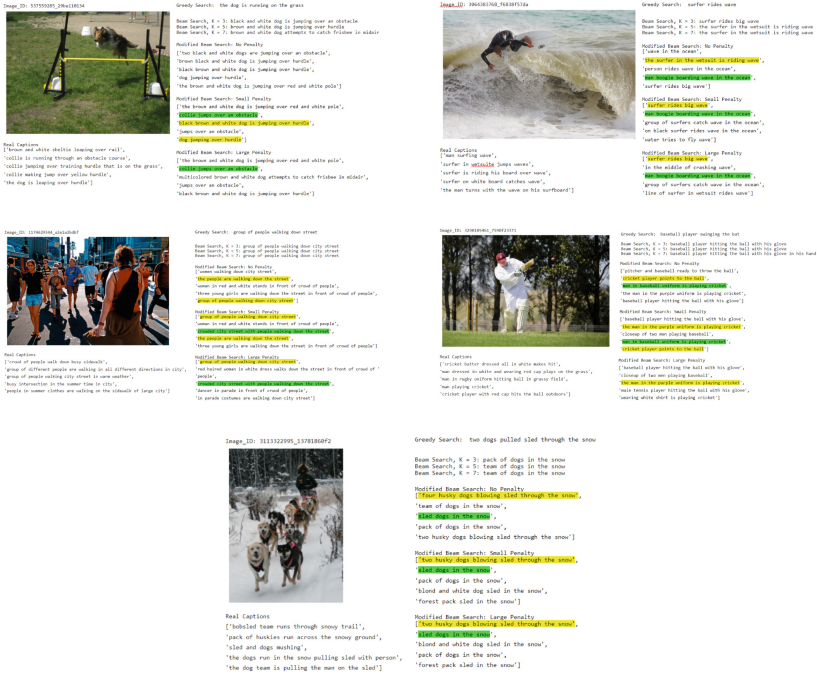 Image_ID: 537559285_29be110134
Greedy Search: the dog is running on the grass
Beam Search, K = 3: black and white dog is jumping over an obstacle
Beam Search, K = 5: brown and white dog is jumping over hurdle
Beam Search, K = 7: brown and white dog attempts to catch frisbee in midair
Modified Beam Search: No Penalty
['two black and white dogs are jumping over an obstacle',
'brown black and white dog is jumping over hurdle',
'black brown and white dog is jumping over hurdle',
'dog jumping over hurdle',
'the brown and white dog is jumping over red and white pole']
Modified Beam Search: Small Penalty
['the brown and white dog is jumping over red and white pole',
'collie jumps over an obstacle',
'black brown and white dog is jumping over hurdle',
'jumps over an obstacle',
'dog jumping over hurdle']
Modified Beam Search: Large Penalty
['the brown and white dog is jumping over red and white pole',
'collie jumps over an obstacle',
'multicolored brown and white dog attempts to catch frisbee in midair',
'jumps over an obstacle',
'black brown and white dog is jumping over hurdle']
Real Captions
['brown and white sheltie leaping over rail',
'collie is running through an obstacle course',
'collie jumping over training hurdle that is on the grass',
'collie making jump over yellow hurdle',
'the dog is leaping over hurdle']
Greedy Search: surfer rides wave
Beam Search, K = 3: surfer rides big wave
Beam Search, K = 5: the surfer in the wetsuit is riding wave
Beam Search, K = 7: the surfer in the wetsuit is riding wave
Modified Beam Search: No Penalty
['wave in the ocean',
'the surfer in the wetsuit is riding wave',
'person rides wave in the ocean',
'man boogie boarding wave in the ocean',
'surfer rides big wave']
Modified Beam Search: Small Penalty
['surfer rides big wave',
'man boogie boarding wave in the ocean',
'group of surfers catch wave in the ocean',
'on black surfer rides wave in the ocean',
'water tries to fly wave']
Modified Beam Search: Large Penalty
['surfer rides big wave',
'in the middle of crashing wave',
'man boogie boarding wave in the ocean',
'group of surfers catch wave in the ocean',
'line of surfer in wetsuit rides wave']
Real Captions
['man surfing wave',
'surfer in wetsuite jumps waves',
'surfer is riding his board over wave',
'surfer on white board catches wave',
'the man turns with the wave on his surfboard']
Greedy Search: group of people walking down street
Beam Search, K = 3: group of people walking down city street
Beam Search, K = 5: group of people walking down city street
Beam Search, K = 7: group of people walking down city street
Modified Beam Search: No Penalty
['women walking down city street',
'the people are walking down the street',
'woman in red and white stands in front of crowd of people',
'three young girls are walking down the street in front of crowd of people',
'group of people walking down city street']
Modified Beam Search: Small Penalty
['group of people walking down city street',
'woman in red and white stands in front of crowd of people',
'crowded city street with people walking down the street',
'the people are walking down the street',
'three young girls are walking down the street in front of crowd of people']
Modified Beam Search: Large Penalty
['group of people walking down city street',
'red haired woman in white dress walks down the street in front of crowd of '
'people',
'crowded city street with people walking down the street',
'dancer in parade in front of crowd of people',
'in parade costumes are walking down city street']
Real Captions
['crowd of people walk down busy sidewalk',
'group of different people are walking in all different directions in city',
'group of people walking city street in warm weather',
'busy intersection in the summer time in city',
'people in summer clothes are walking on the sidewalk of large city']
Greedy Search: baseball player swinging the bat
Beam Search, K = 3: baseball player hitting the ball with his glove
Beam Search, K = 5: baseball player hitting the ball with his glove
Beam Search, K = 7: baseball player hitting the ball with his glove in his hand
Modified Beam Search: No Penalty
['pitcher and baseball ready to throw the ball',
'cricket player points to the ball',
'man in baseball uniform is playing cricket',
'the man in the purple uniform is playing cricket',
'baseball player hitting the ball with his glove']
Modified Beam Search: Small Penalty
['baseball player hitting the ball with his glove',
'the man in the purple uniform is playing cricket',
'closeup of two men playing baseball',
'man in baseball uniform is playing cricket',
'cricket player points to the ball']
Modified Beam Search: Large Penalty
['baseball player hitting the ball with his glove',
'closeup of two men playing baseball',
'the man in the purple uniform is playing cricket',
'male tennis player hitting the ball with his glove',
'wearing white shirt is playing cricket']
Real Captions
['cricket batter dressed all in white makes hit',
'man dressed in white and wearing red cap plays on the grass',
'man in rugby uniform hitting ball in grassy field',
'man playing cricket',
'cricket player with red cap hits the ball outdoors']
Image_ID: 3113322995_13781860f2
Greedy Search: two dogs pulled sled through the snow
Beam Search, K = 3: pack of dogs in the snow
Beam Search, K = 5: team of dogs in the snow
Beam Search, K = 7: team of dogs in the snow
Modified Beam Search: No Penalty
['four husky dogs blowing sled through the snow',
'team of dogs in the snow',
'sled dogs in the snow',
'pack of dogs in the snow',
'two husky dogs blowing sled through the snow']
Modified Beam Search: Small Penalty
['two husky dogs blowing sled through the snow',
'sled dogs in the snow',
'pack of dogs in the snow',
'blond and white dog sled in the snow',
'forest pack sled in the snow']
Modified Beam Search: Large Penalty
['two husky dogs blowing sled through the snow',
'sled dogs in the snow',
'blond and white dog sled in the snow',
'pack of dogs in the snow',
'forest pack sled in the snow']
Real Captions
['bobsled team runs through snowy trail',
'pack of huskies run across the snowy ground',
'sled and dogs mushing',
'the dogs run in the snow pulling sled with person',
'the dog team is pulling the man on the sled']